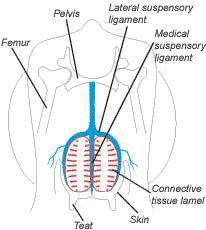 Pelvis
Lateral suspensory
ligament
Femur
Medical
suspensory
ligament
Connective
tissue lamel
Skin
Teat